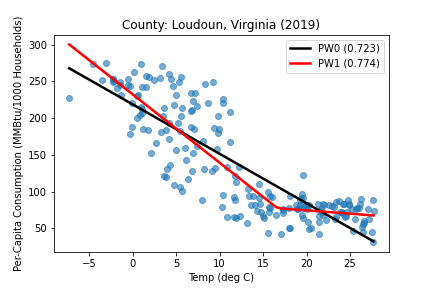 County: Loudoun, Virginia (2019)
PW0 (0.723)
PW1 (0.774)
Per-Capita Consumption (MMBtu/1000 Households)
300
250
200
150
100
50
−5
0
5
10
15
20
25
Temp (deg C)